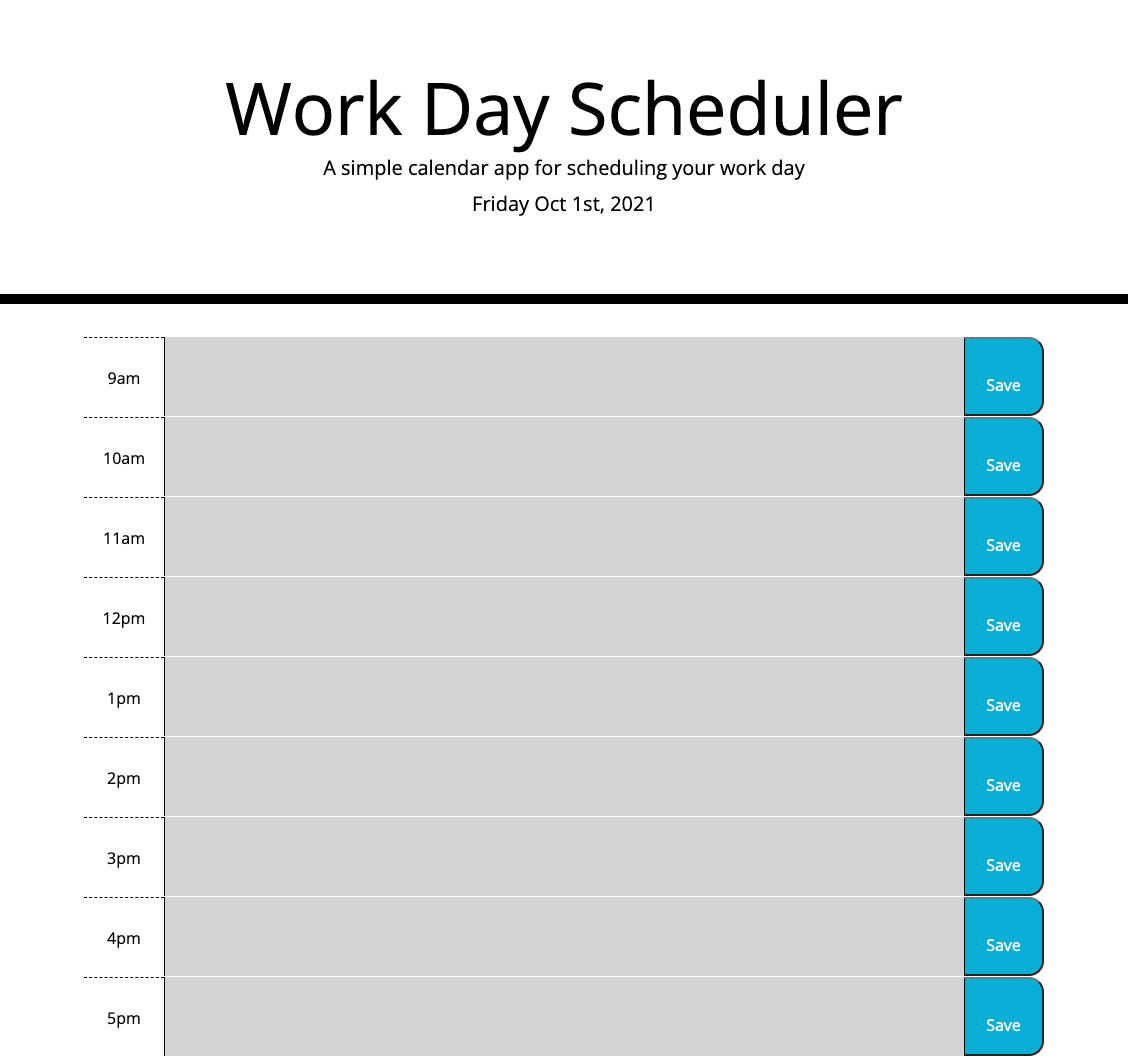 Work Day Scheduler
A simple calendar app for scheduling your work day
Friday Oct 1st, 2021
9am Save
10am Save
11am Save
12pm Save
1pm Save
2pm Save
3pm Save
4pm Save
5pm Save